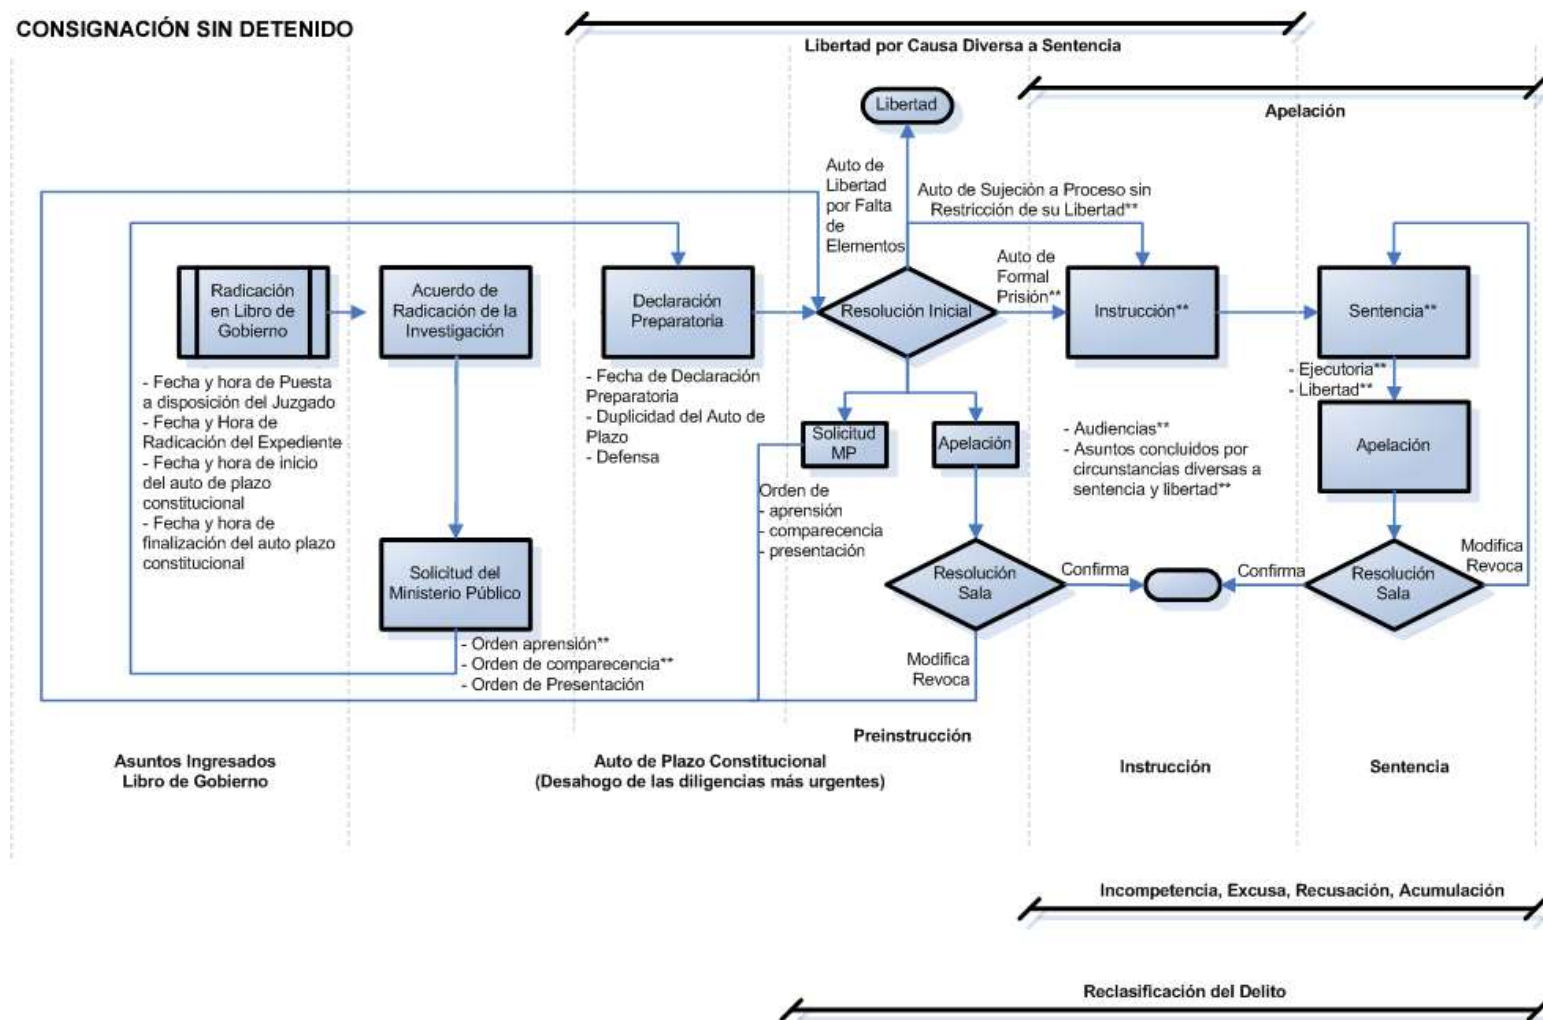 CONSIGNACIÓN SIN DETENIDO
Libertad por Causa Diversa a Sentencia
Apelación
Libertad
Auto de
Libertad
por Falta
de
Elementos
Auto de Sujeción a Proceso sin
Restricción de su Libertad**
Radicación
en Libro de
Gobierno
Acuerdo de
Radicación de la
Investigación
Declaración
Preparatoria
Resolución Inicial
Auto de
Formal
Prisión**
Instrucción**
Sentencia**
- Fecha y hora de Puesta
a disposición del Juzgado
- Fecha y Hora de
Radicación del Expediente
- Fecha y hora de inicio
del auto de plazo
constitucional
- Fecha y hora de
finalización del auto plazo
constitucional
- Fecha de Declaración
Preparatoria
- Duplicidad del Auto de
Plazo
- Defensa
- Ejecutoria**
- Libertad**
Solicitud
MP
Apelación
- Audiencias**
- Asuntos concluidos por
circunstancias diversas a
sentencia y libertad**
Apelación
Orden de
- aprensión
- comparecencia
- presentación
Solicitud del
Ministerio Público
Resolución
Sala
Confirma
Confirma
Resolución
Sala
Modifica
Revoca
- Orden aprensión**
- Orden de comparecencia**
- Orden de Presentación
Modifica
Revoca
Preinstrucción
Asuntos Ingresados
Libro de Gobierno
Auto de Plazo Constitucional
(Desahogo de las diligencias más urgentes)
Instrucción
Sentencia
Incompetencia, Excusa, Recusación, Acumulación
Reclasificación del Delito